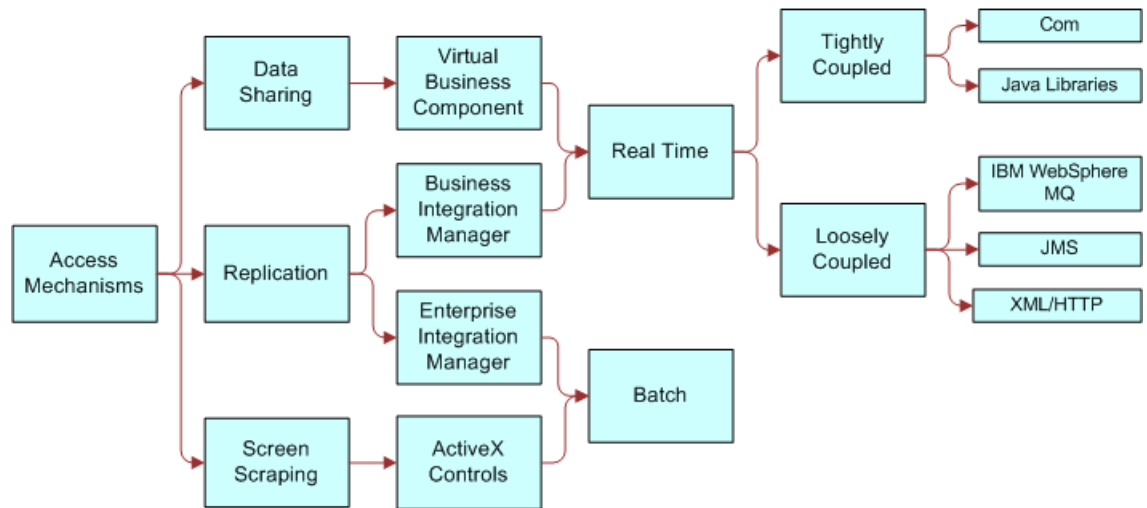 Access
Mechanisms
Data
Sharing
Replication
Screen
Scraping
Virtual
Business
Component
Business
Integration
Manager
Enterprise
Integration
Manager
ActiveX
Controls
Real Time
Batch
Tightly
Coupled
Loosely
Coupled
Com
Java Libraries
IBM WebSphere
MQ
JMS
XML/HTTP